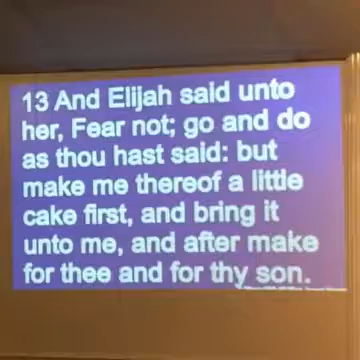 13 And Elijah said unto
her, Fear not; go and do
as thou hast said: but
make me thereof a little
cake first, and bring it
unto me, and after make
for thee and for thy son.